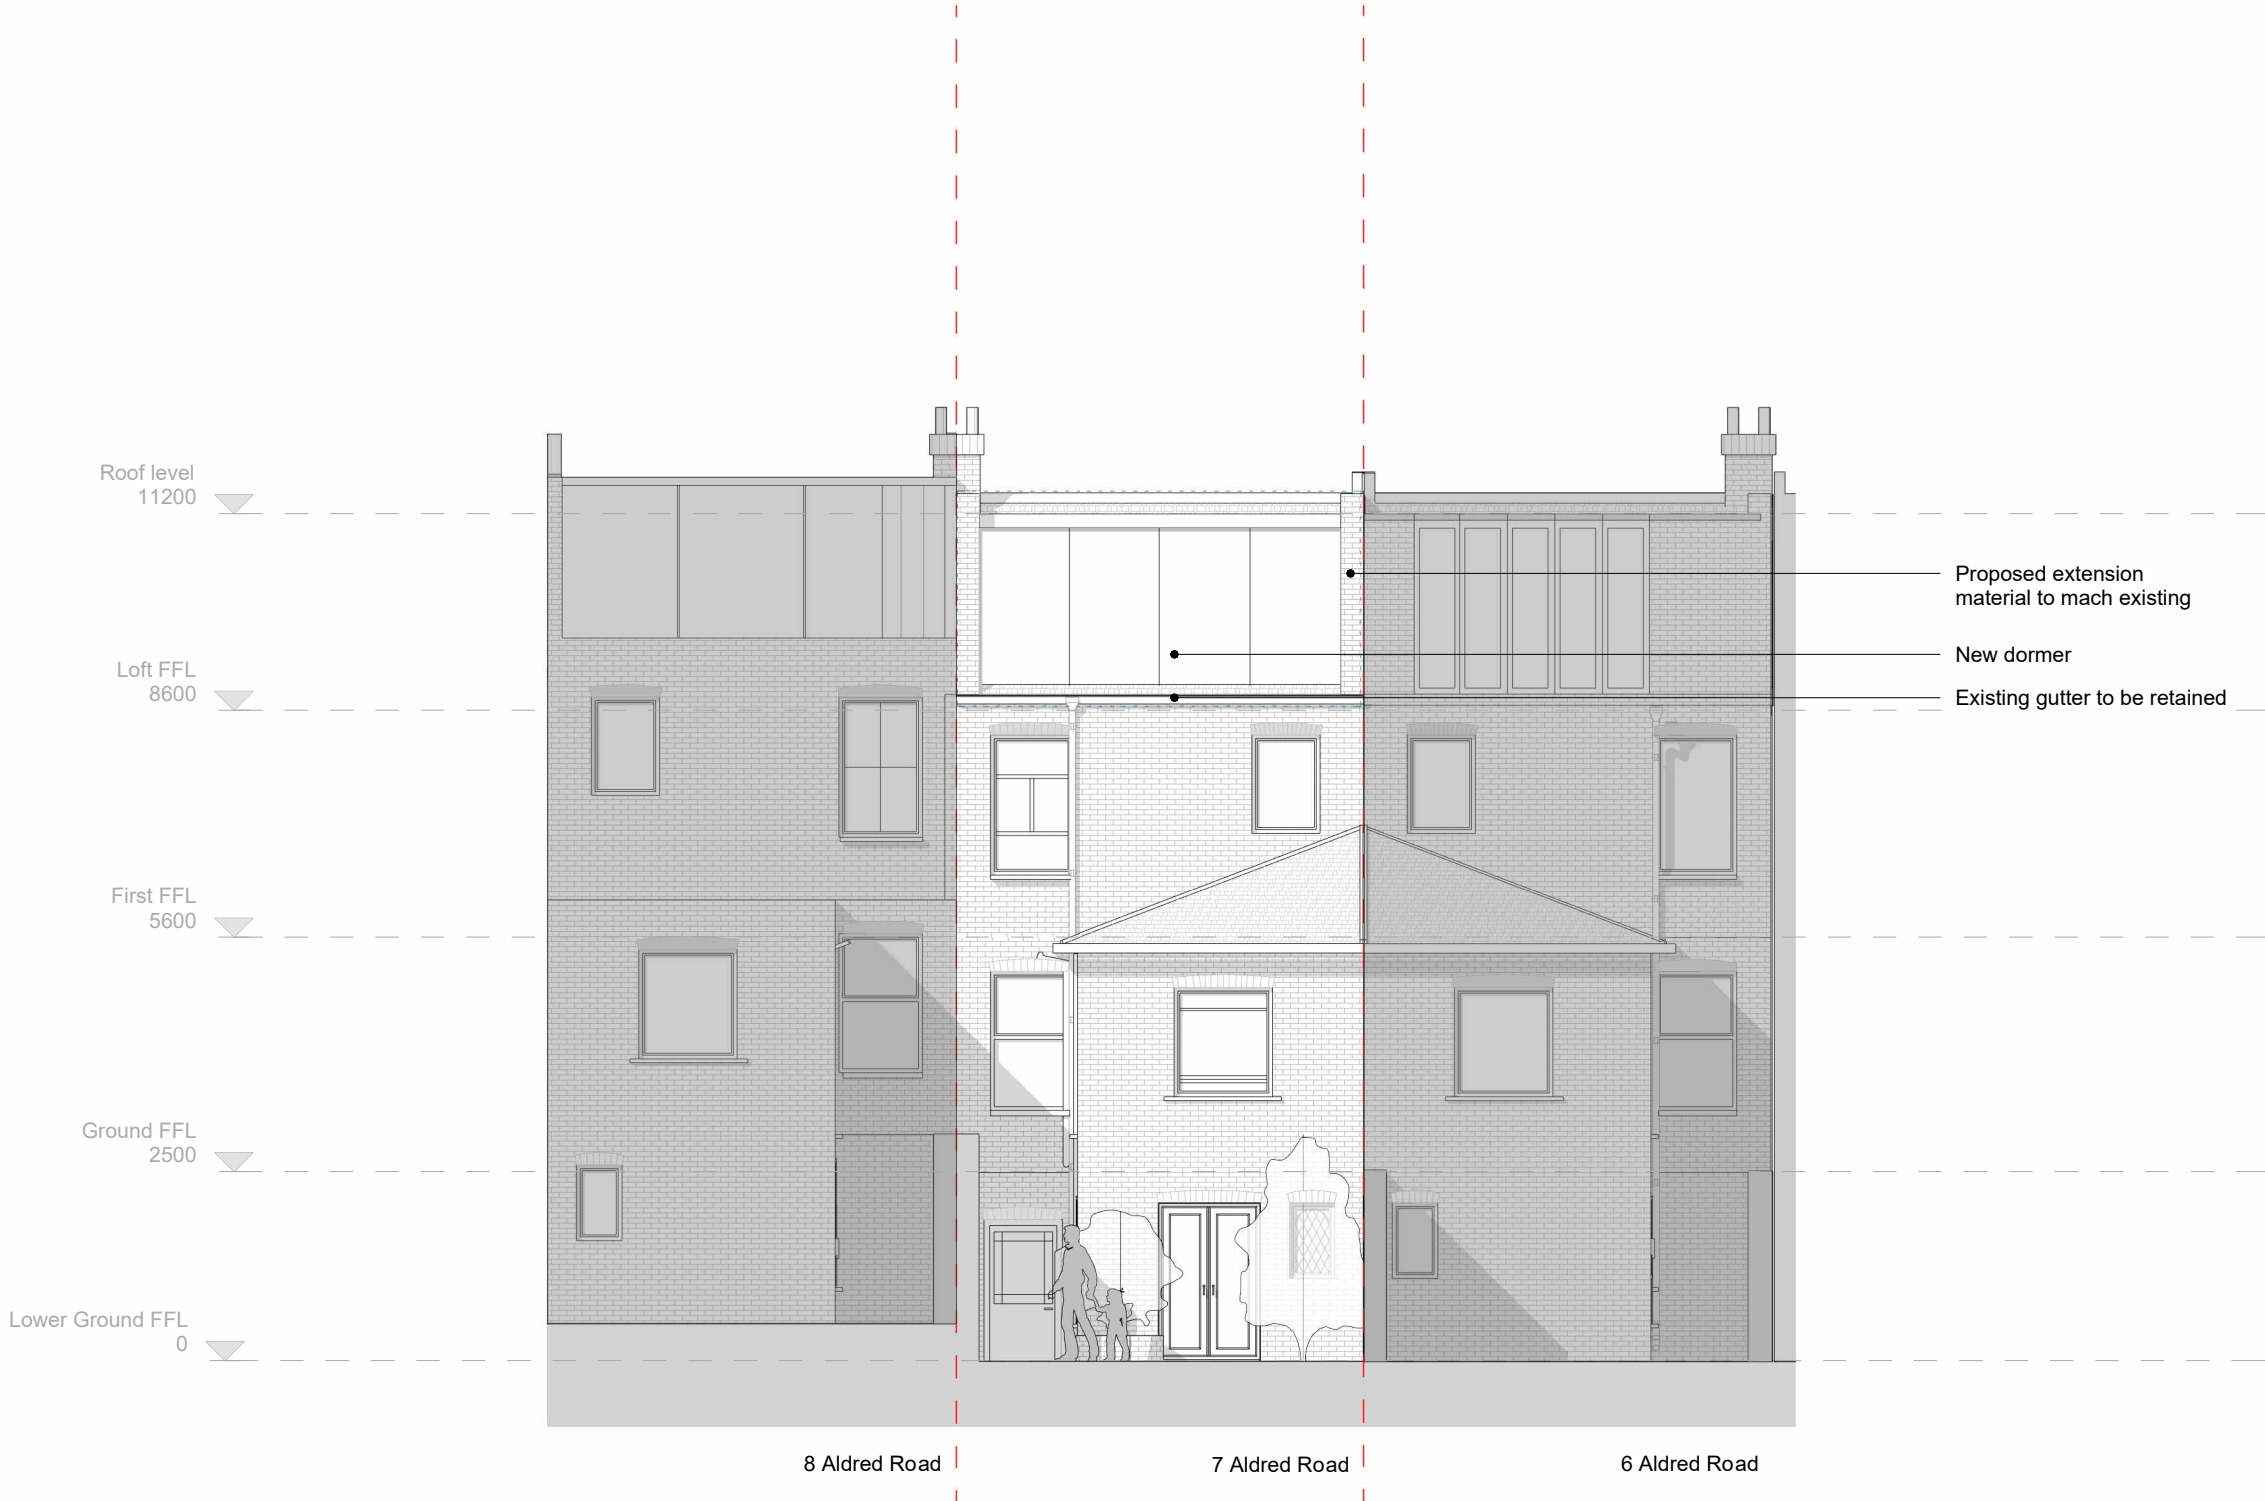 Roof level
11200
Proposed extension
material to mach existing
New dormer
Loft FFL
8600
Existing gutter to be retained
First FFL
5600
Ground FFL
2500
Lower Ground FFL
0
8 Aldred Road
7 Aldred Road
6 Aldred Road